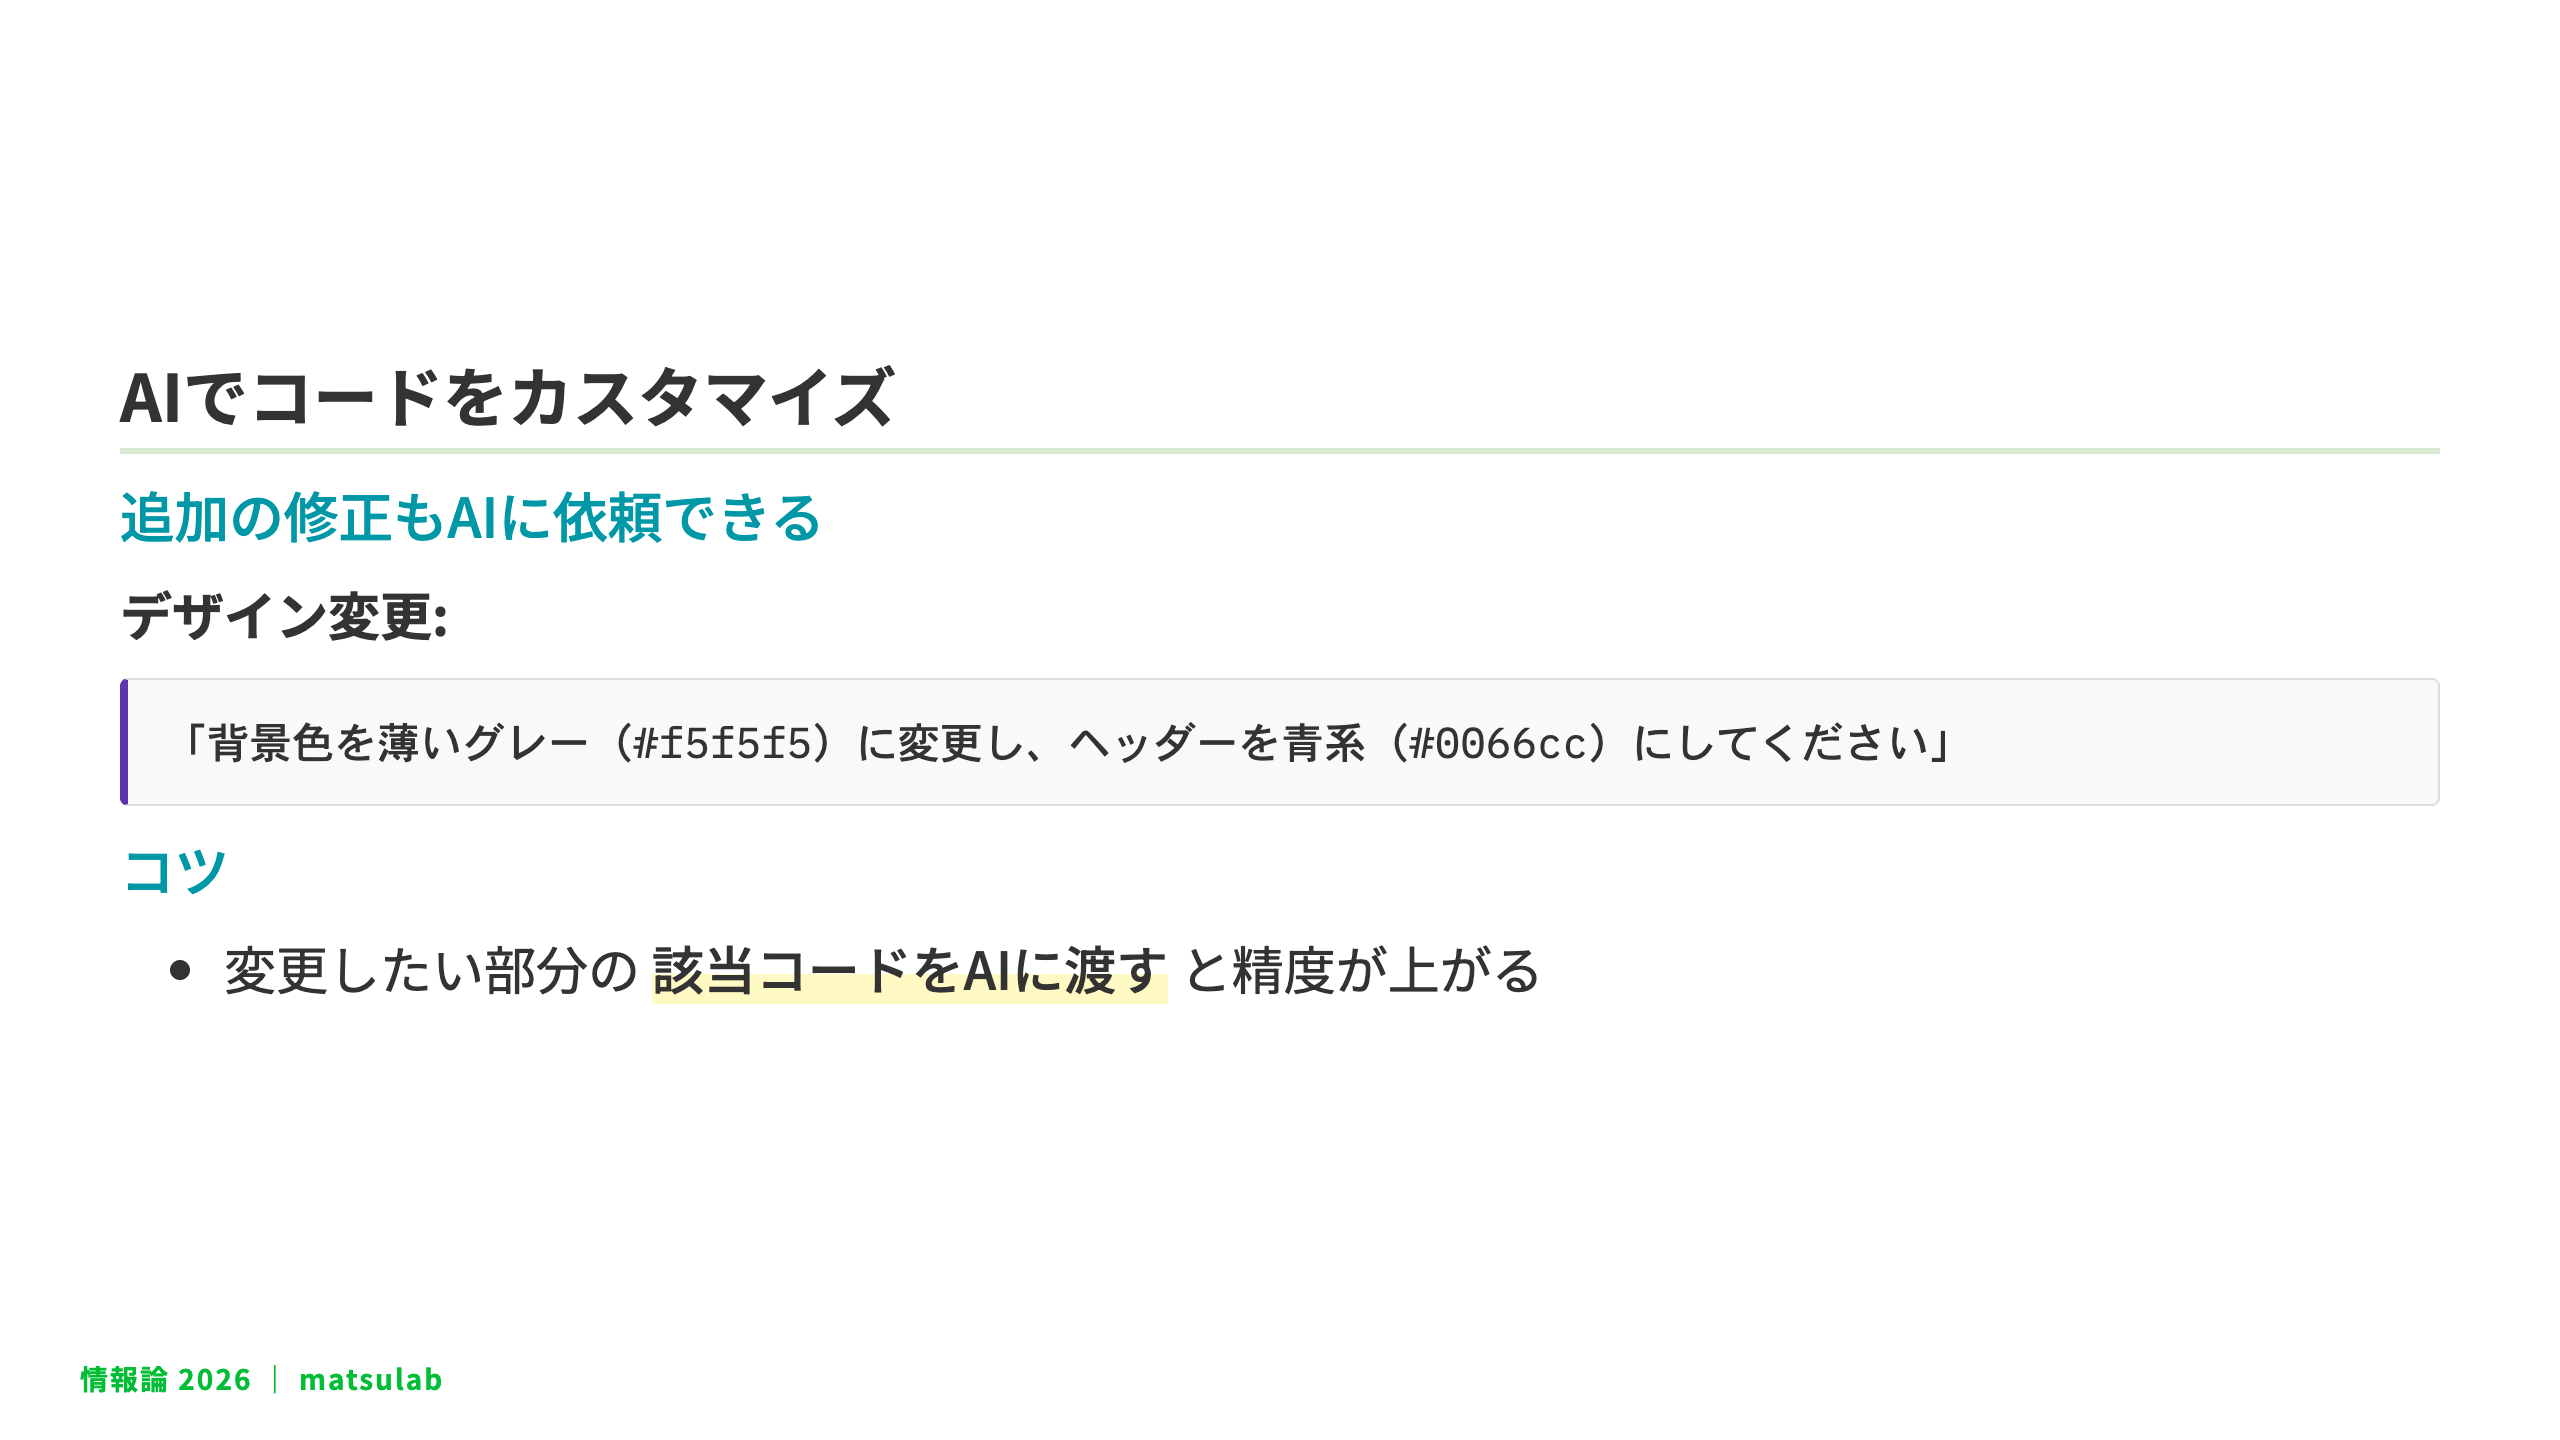 AIでコードをカスタマイズ
追加の修正もAIに依頼できる
デザイン変更:
「背景色を薄いグレー（#f5f5f5）に変更し、ヘッダーを青系（#0066cc）にしてください」
コツ
• 変更したい部分の 該当コードをAIに渡す と精度が上がる
情報論 2026 ｜ matsulab